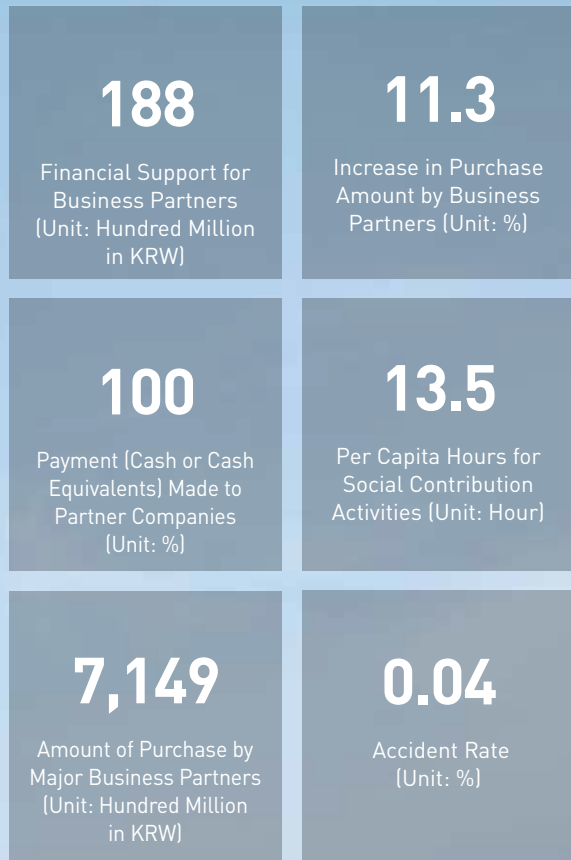 188
Financial Support for
Business Partners
(Unit: Hundred Million
in KRW)
11.3
Increase in Purchase
Amount by Business
Partners (Unit: %)
100
Payment (Cash or Cash
Equivalents) Made to
Partner Companies
(Unit: %)
13.5
Per Capita Hours for
Social Contribution
Activities (Unit: Hour)
7,149
Amount of Purchase by
Major Business Partners
(Unit: Hundred Million
in KRW)
0.04
Accident Rate
(Unit: %)